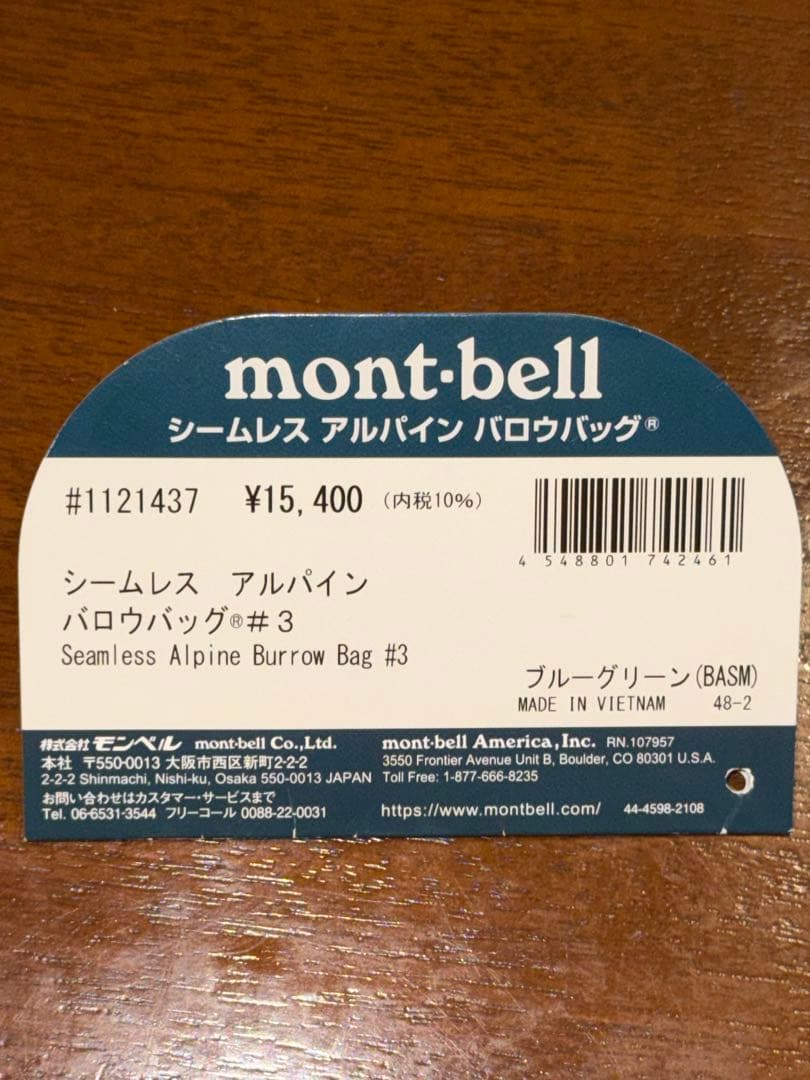 mont·bell
シームレス アルパイン バロウバッグ®
#1121437 ¥15,400 (内税10%)
4 548801 742461
シームレス アルパイン
バロウバッグ®#3
Seamless Alpine Burrow Bag #3
ブルーグリーン(BASM)
MADE IN VIETNAM 48-2
株式会社 モンベル mont-bell Co.,Ltd.
本社 〒550-0013 大阪市西区新町2-2-2
2-2-2 Shinmachi, Nishi-ku, Osaka 550-0013 JAPAN
お問い合わせはカスタマー・サービスまで
Tel. 06-6531-3544 フリーコール 0088-22-0031
mont-bell America, Inc. RN.107957
3550 Frontier Avenue Unit B, Boulder, CO 80301 U.S.A.
Toll Free: 1-877-666-8235
https://www.montbell.com/ 44-4598-2108